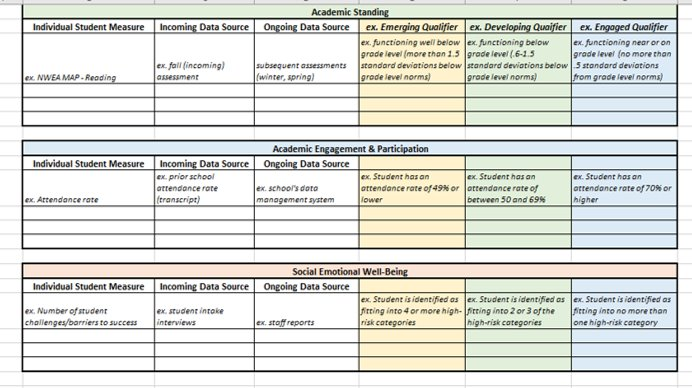 Academic Standing
Individual Student Measure Incoming Data Source Ongoing Data Source ex. Emerging Qualifier ex. Developing Quaifier ex. Engaged Qualifier
ex. NWEA MAP - Reading
ex. fall (incoming)
assessment
subsequent assessments
(winter, spring)
ex. functioning well below
grade level (more than 1.5
standard deviations below
grade level norms)
ex. functioning below
grade level (.6-1.5
standard deviations below
grade level norms)
ex. functioning near or on
grade level (no more than
.5 standard deviations
from grade level norms)
Academic Engagement & Participation
Individual Student Measure Incoming Data Source Ongoing Data Source
ex. Attendance rate
ex. prior school
attendance rate
(transcript)
ex. school's data
management system
ex. Student has an
attendance rate of 49% or
lower
ex. Student has an
attendance rate of
between 50 and 69%
ex. Student has an
attendance rate of 70% or
higher
Social Emotional Well-Being
Individual Student Measure Incoming Data Source Ongoing Data Source
ex. Number of student
challenges/barriers to success
ex. student intake
interviews
ex. staff reports
ex. Student is identified as
fitting into 4 or more high-
risk categories
ex. Student is identified as
fitting into 2 or 3 of the
high-risk categories
ex. Student is identified as
fitting into no more than
one high-risk category